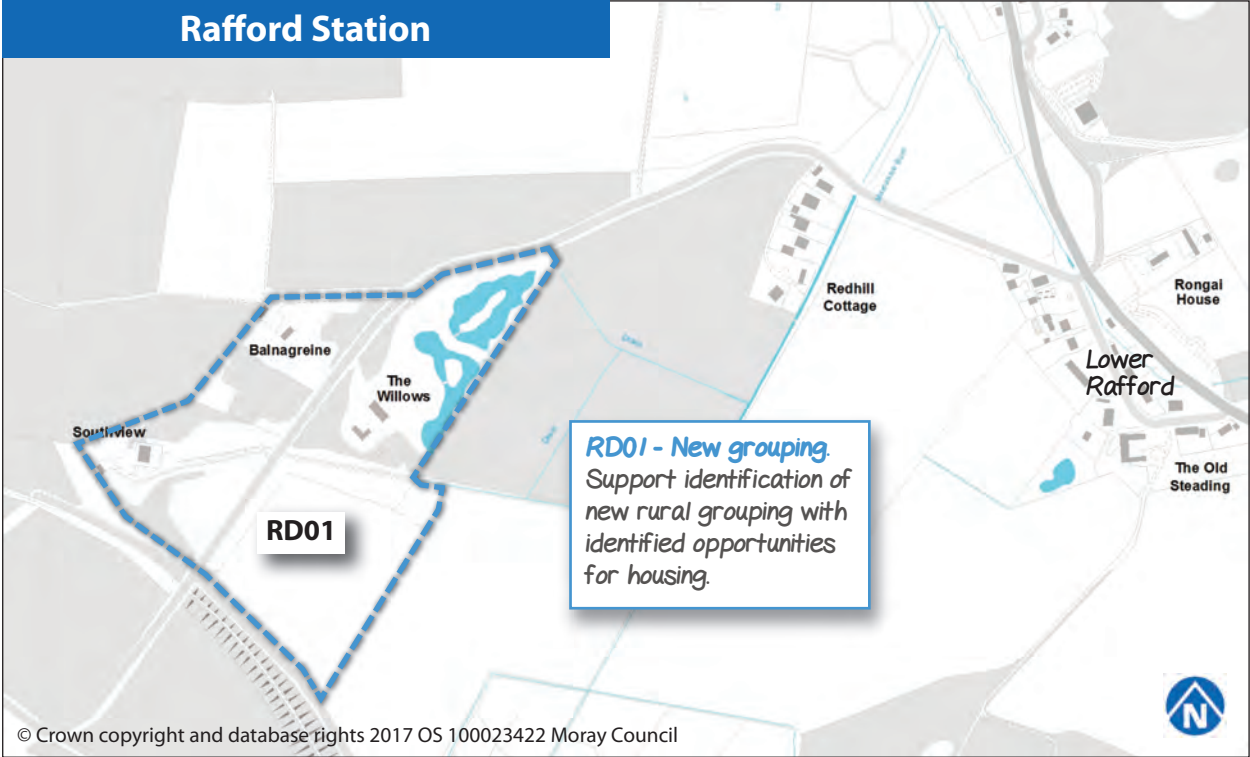 Rafford Station
Balnagreine
The
Willows
Southview
RD01
Redhill
Cottage
Rongai
House
Lower
Rafford
The Old
Steading
Drain
Drain
RD01 - New grouping.
Support identification of
new rural grouping with
identified opportunities
for housing.
N
© Crown copyright and database rights 2017 OS 100023422 Moray Council